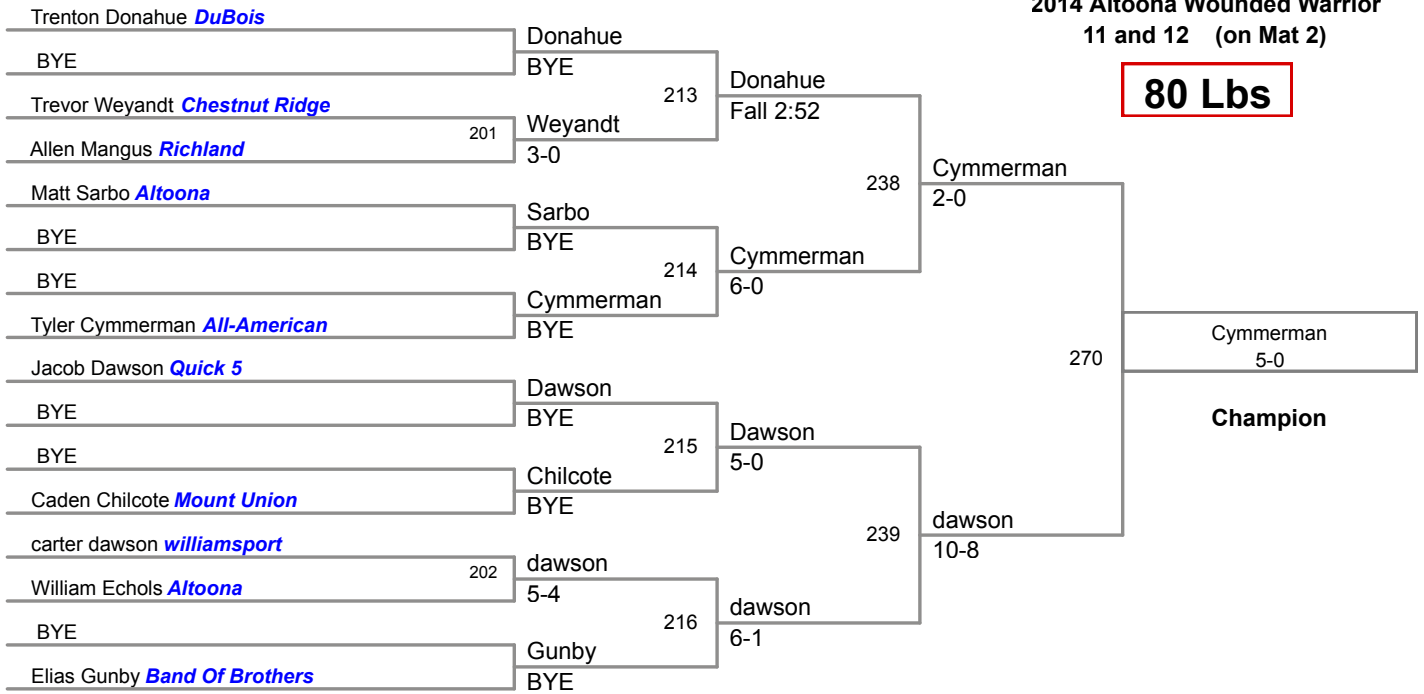 2014 Altoona Wounded Warrior
11 and 12 (on Mat 2)
80 Lbs
Trenton Donahue DuBois
BYE
Trevor Weyandt Chestnut Ridge
Allen Mangus Richland
Matt Sarbo Altoona
BYE
BYE
Tyler Cymmerman All-American
Jacob Dawson Quick 5
BYE
BYE
Caden Chilcote Mount Union
carter dawson williamsport
William Echols Altoona
BYE
Elias Gunby Band Of Brothers
201
202
Donahue
BYE
Weyandt
3-0
Sarbo
BYE
Cymmerman
BYE
Dawson
BYE
Chilcote
BYE
dawson
5-4
Gunby
BYE
213
214
215
216
Donahue
Fall 2:52
Cymmerman
6-0
Dawson
5-0
dawson
6-1
238
239
Cymmerman
2-0
dawson
10-8
270
Cymmerman
5-0
Champion